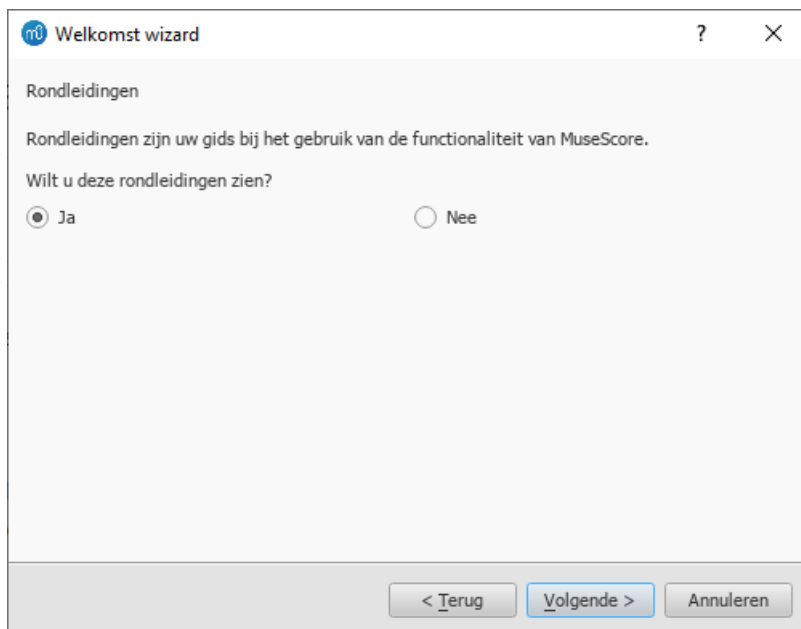 Welkomst wizard
?
Rondleidingen
Rondleidingen zijn uw gids bij het gebruik van de functionaliteit van MuseScore.
Wilt u deze rondleidingen zien?
Ja Nee
< Terug Volgende > Annuleren